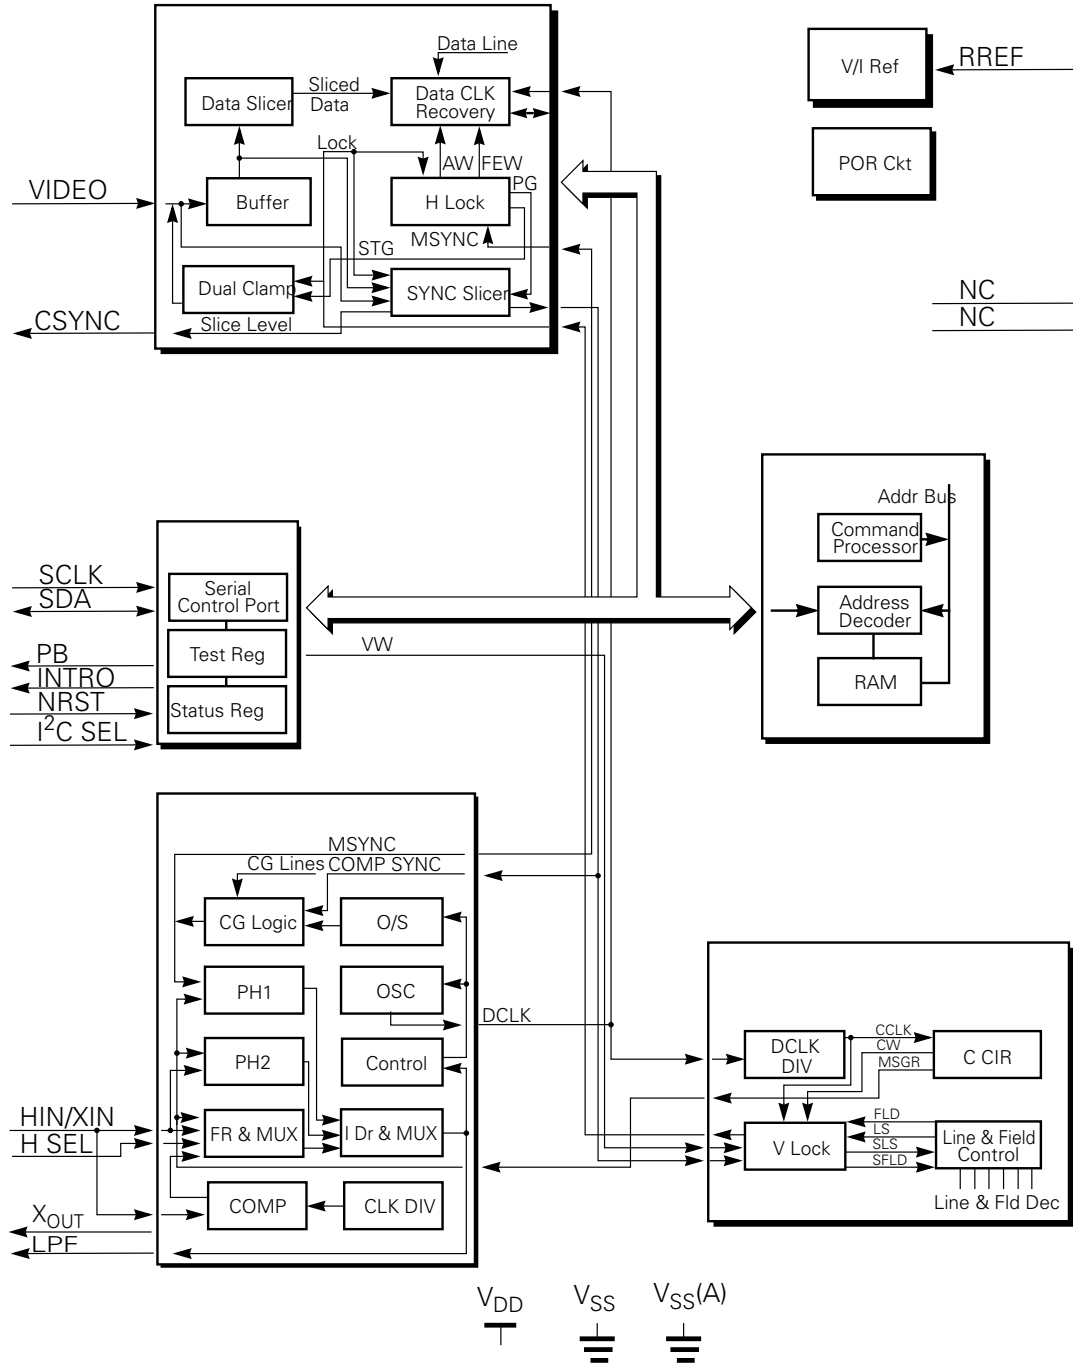 Data Line
V/I Ref
RREF
Data Slicer
Sliced
Data
Data CLK
Recovery
Lock
AW
FEW
PG
POR Ckt
VIDEO
Buffer
H Lock
MSYNC
STG
Dual Clamp
SYNC Slicer
NC
NC
CSYNC
Slice Level
Addr Bus
Command
Processor
SCLK
SDA
Serial
Control Port
Address
Decoder
VW
PB
INTRO
NRST
I²C SEL
Test Reg
Status Reg
RAM
MSYNC
CG Lines
COMP SYNC
CG Logic
O/S
PH1
OSC
DCLK
PH2
Control
DCLK
DIV
CCLK
CW
MSGR
C CIR
HIN/XIN
H SEL
FR & MUX
I Dr & MUX
V Lock
FLD
LS
SLS
SFLD
Line & Field
Control
Line & Fld Dec
COMP
CLK DIV
XOUT
LPF
VDD
VSS
VSS(A)